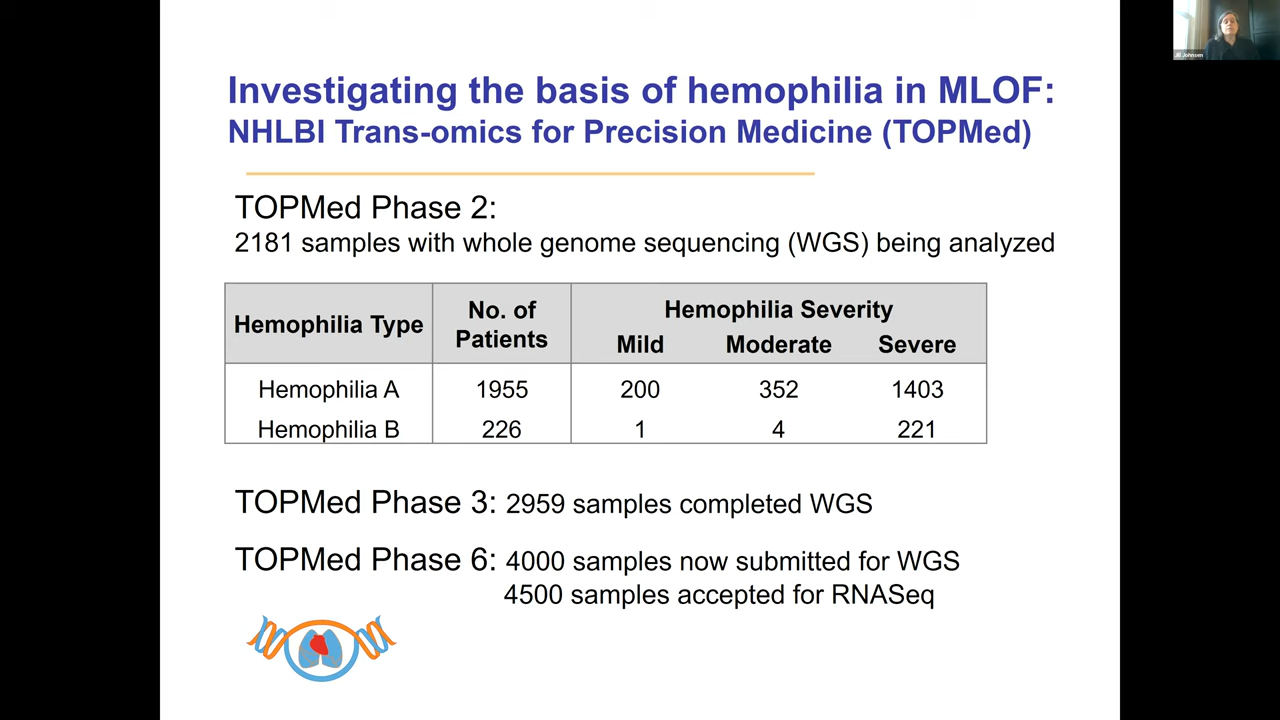 Investigating the basis of hemophilia in MLOF:
NHLBI Trans-omics for Precision Medicine (TOPMed)
TOPMed Phase 2:
2181 samples with whole genome sequencing (WGS) being analyzed
Hemophilia Type No. of Patients Hemophilia Severity
Mild Moderate Severe
Hemophilia A 1955 200 352 1403
Hemophilia B 226 1 4 221
TOPMed Phase 3: 2959 samples completed WGS
TOPMed Phase 6: 4000 samples now submitted for WGS
4500 samples accepted for RNASeq
Jill Johnsen